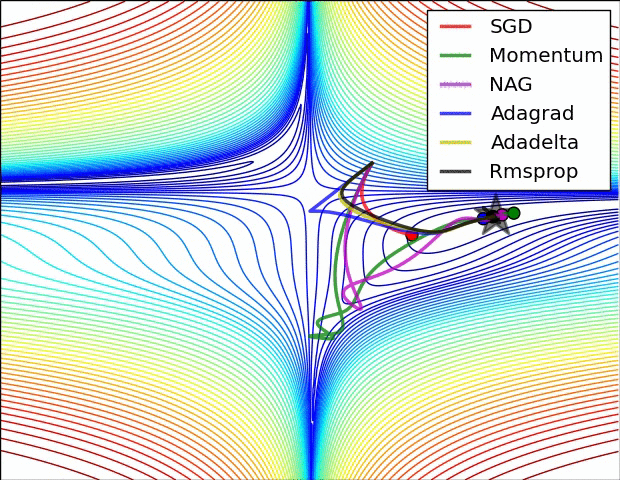 SGD
Momentum
NAG
Adagrad
Adadelta
Rmsprop